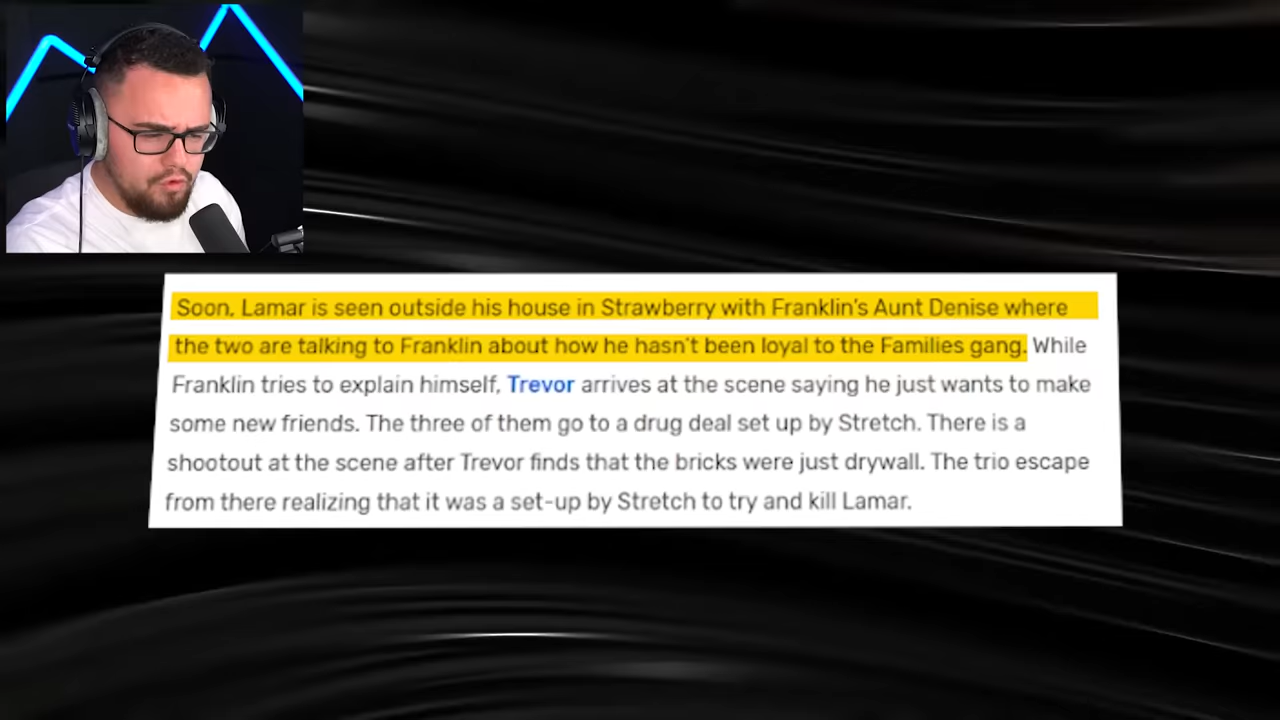 Soon, Lamar is seen outside his house in Strawberry with Franklin's Aunt Denise where
the two are talking to Franklin about how he hasn't been loyal to the Families gang. While
Franklin tries to explain himself, Trevor arrives at the scene saying he just wants to make
some new friends. The three of them go to a drug deal set up by Stretch. There is a
shootout at the scene after Trevor finds that the bricks were just drywall. The trio escape
from there realizing that it was a set-up by Stretch to try and kill Lamar.